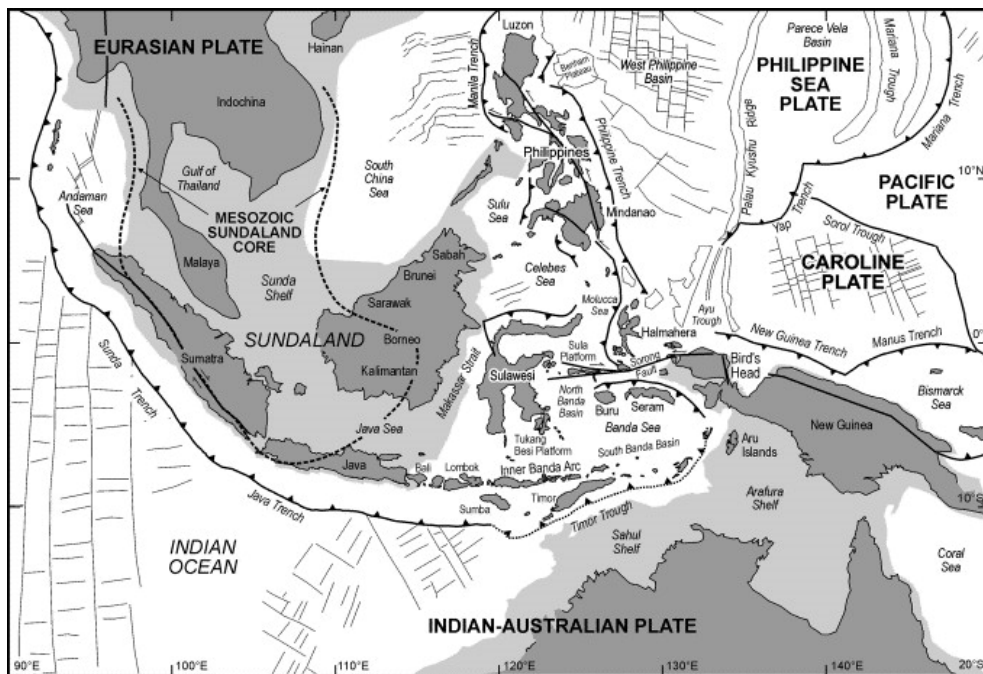 EURASIAN PLATE
Hainan
Luzon
Manila Trench
Benham
Plateau
West Philippine
Basin
Parece Vela
Basin
Mariana
Trough
PHILIPPINE
SEA
PLATE
Mariana Trench
Indochina
Philippines
Philippine Trench
Palau Kyushu Ridge
10°N
PACIFIC
PLATE
Gulf of
Thailand
South
China
Sea
Andaman
Sea
MESOZOIC
SUNDALAND
CORE
Sulu
Sea
Mindanao
Yap Trench
Sorol Trough
CAROLINE
PLATE
Malaya
Sunda
Shelf
Sabah
Brunei
Sarawak
Celebes
Sea
Molucca
Sea
Ayu
Trough
SUNDALAND
Borneo
Kalimantan
Halmahera
New Guinea Trench
Manus Trench
0°
Sunda Trench
Sumatra
Makassar Strait
Sula
Platform
Sorong
Fault
Bird's
Head
Sulawesi
North
Banda
Basin
Buru
Seram
Banda Sea
Bismarck
Sea
Java Sea
Tukang
Besi Platform
South Banda Basin
Aru
Islands
New Guinea
Java
Bali
Lombok
Inner Banda Arc
Java Trench
Sumba
Timor
Timor Trough
Arafura
Shelf
10°S
Sahul
Shelf
INDIAN
OCEAN
Coral
Sea
INDIAN-AUSTRALIAN PLATE
90°E
100°E
110°E
120°E
130°E
140°E
20°S